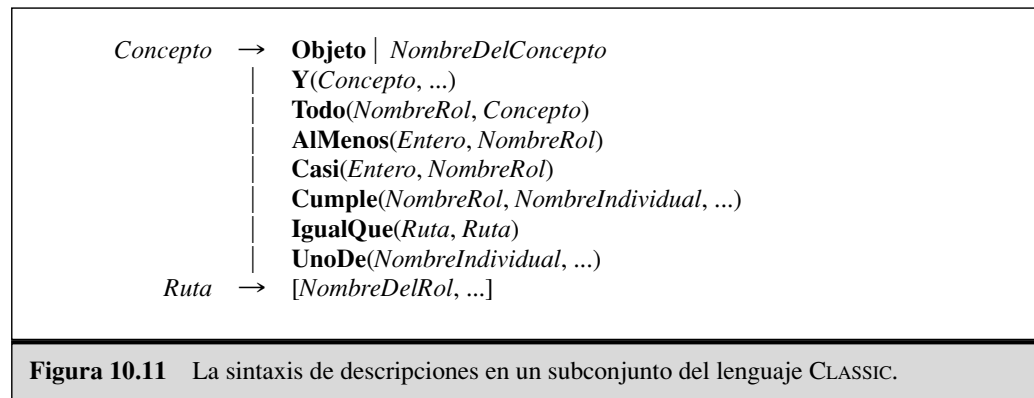 Concepto → Objeto | NombreDelConcepto
| Y(Concepto, ...)
| Todo(NombreRol, Concepto)
| AlMenos(Entero, NombreRol)
| Casi(Entero, NombreRol)
| Cumple(NombreRol, NombreIndividual, ...)
| IgualQue(Ruta, Ruta)
| UnoDe(NombreIndividual, ...)
Ruta → [NombreDelRol, ...]
Figura 10.11 La sintaxis de descripciones en un subconjunto del lenguaje CLASSIC.